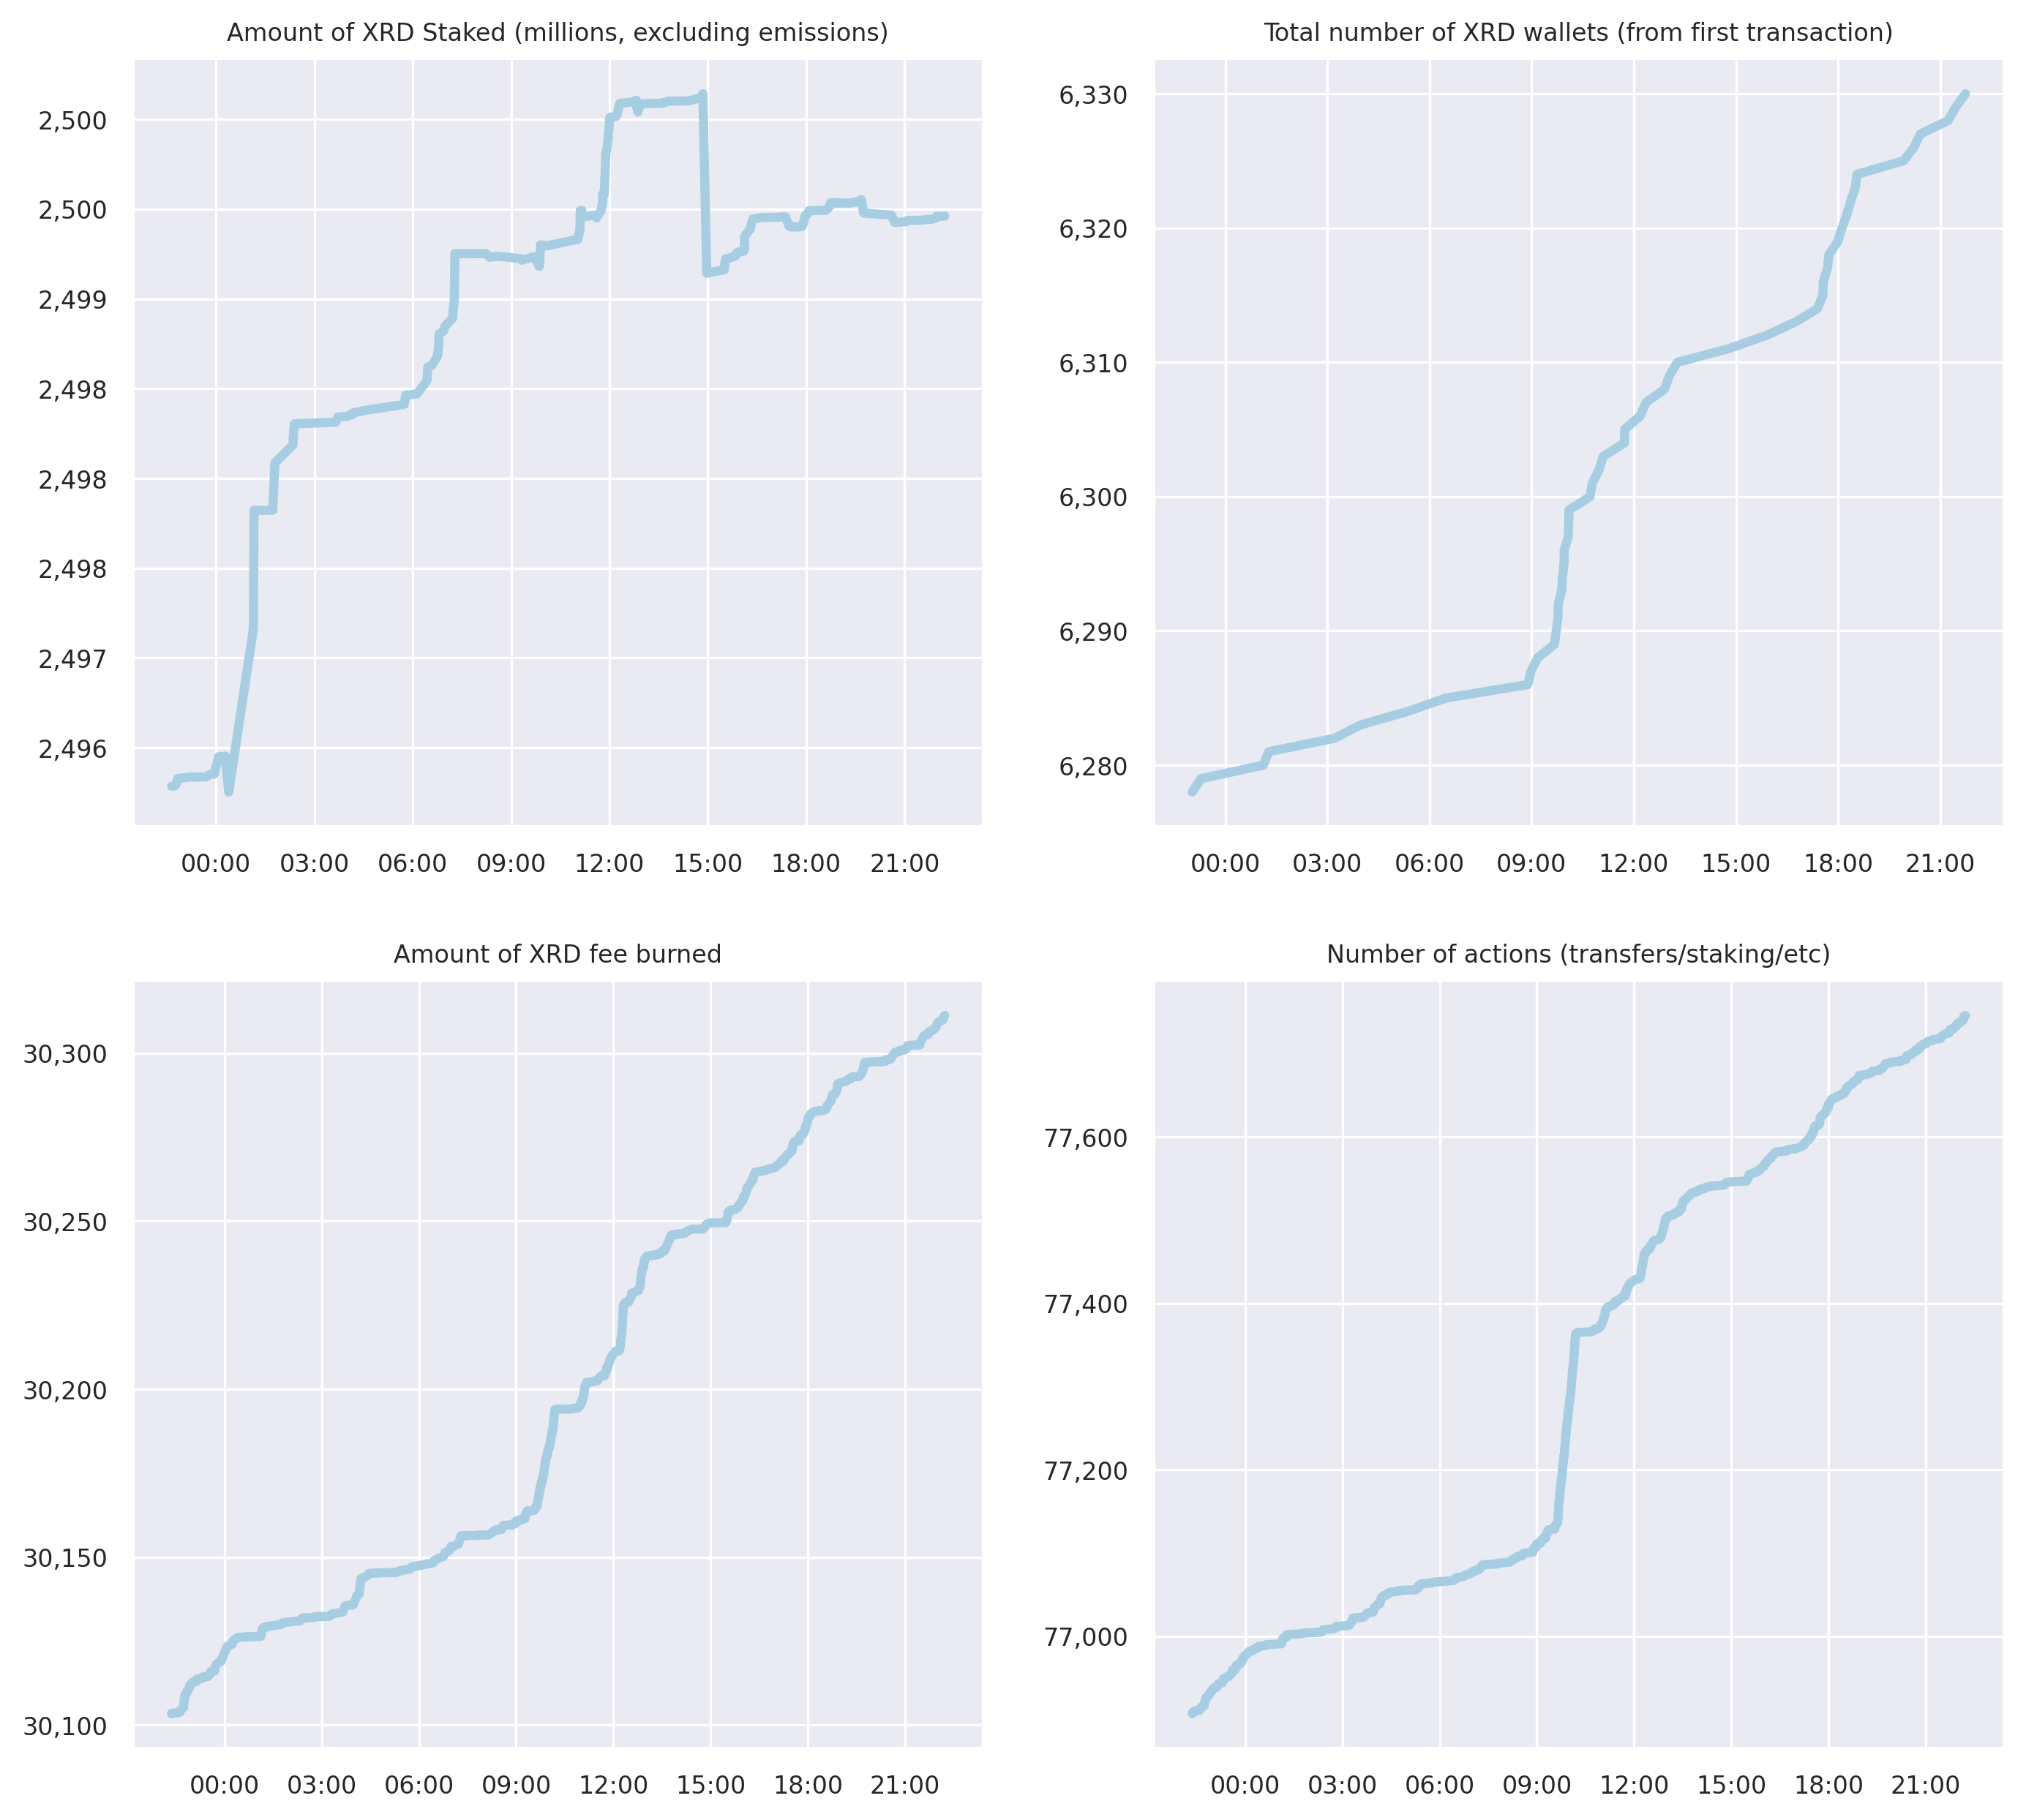 Amount of XRD Staked (millions, excluding emissions)
2,500
2,500
2,499
2,498
2,498
2,498
2,497
2,496
00:00 03:00 06:00 09:00 12:00 15:00 18:00 21:00
Total number of XRD wallets (from first transaction)
6,330
6,320
6,310
6,300
6,290
6,280
00:00 03:00 06:00 09:00 12:00 15:00 18:00 21:00
Amount of XRD fee burned
30,300
30,250
30,200
30,150
30,100
00:00 03:00 06:00 09:00 12:00 15:00 18:00 21:00
Number of actions (transfers/staking/etc)
77,600
77,400
77,200
77,000
00:00 03:00 06:00 09:00 12:00 15:00 18:00 21:00